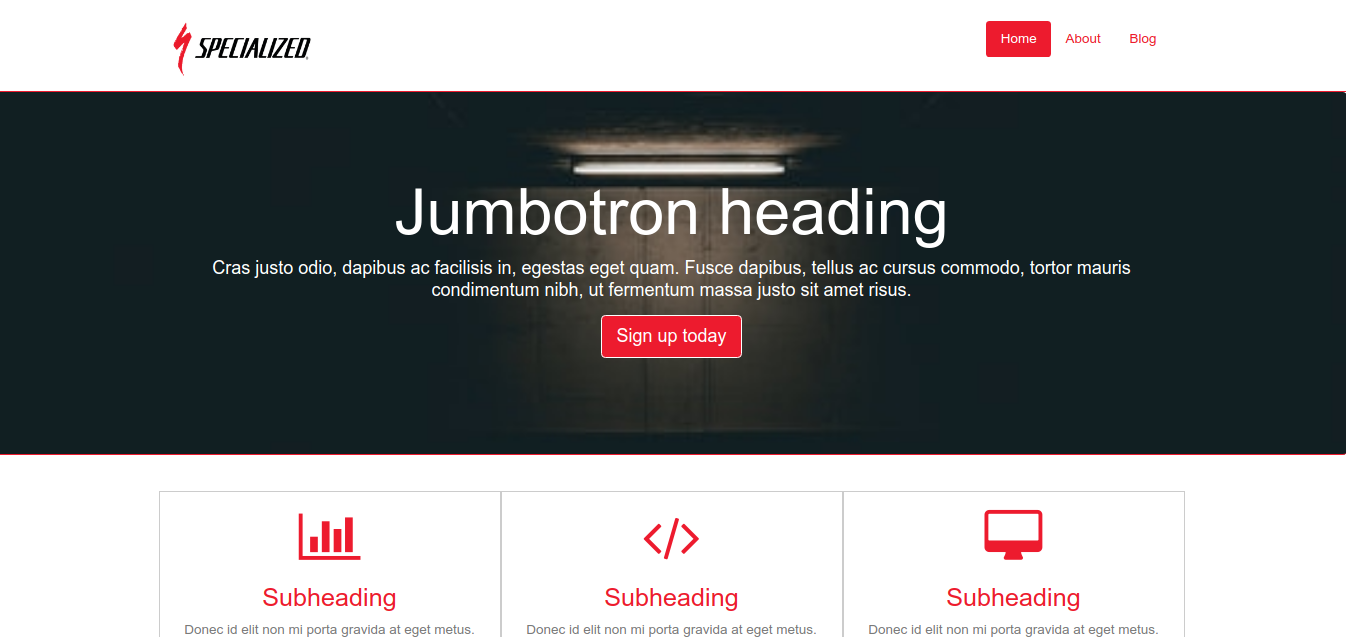 SPECIALIZED
Home About Blog
Jumbotron heading
Cras justo odio, dapibus ac facilisis in, egestas eget quam. Fusce dapibus, tellus ac cursus commodo, tortor mauris
condimentum nibh, ut fermentum massa justo sit amet risus.
Sign up today
Subheading
Donec id elit non mi porta gravida at eget metus.
Subheading
Donec id elit non mi porta gravida at eget metus.
Subheading
Donec id elit non mi porta gravida at eget metus.